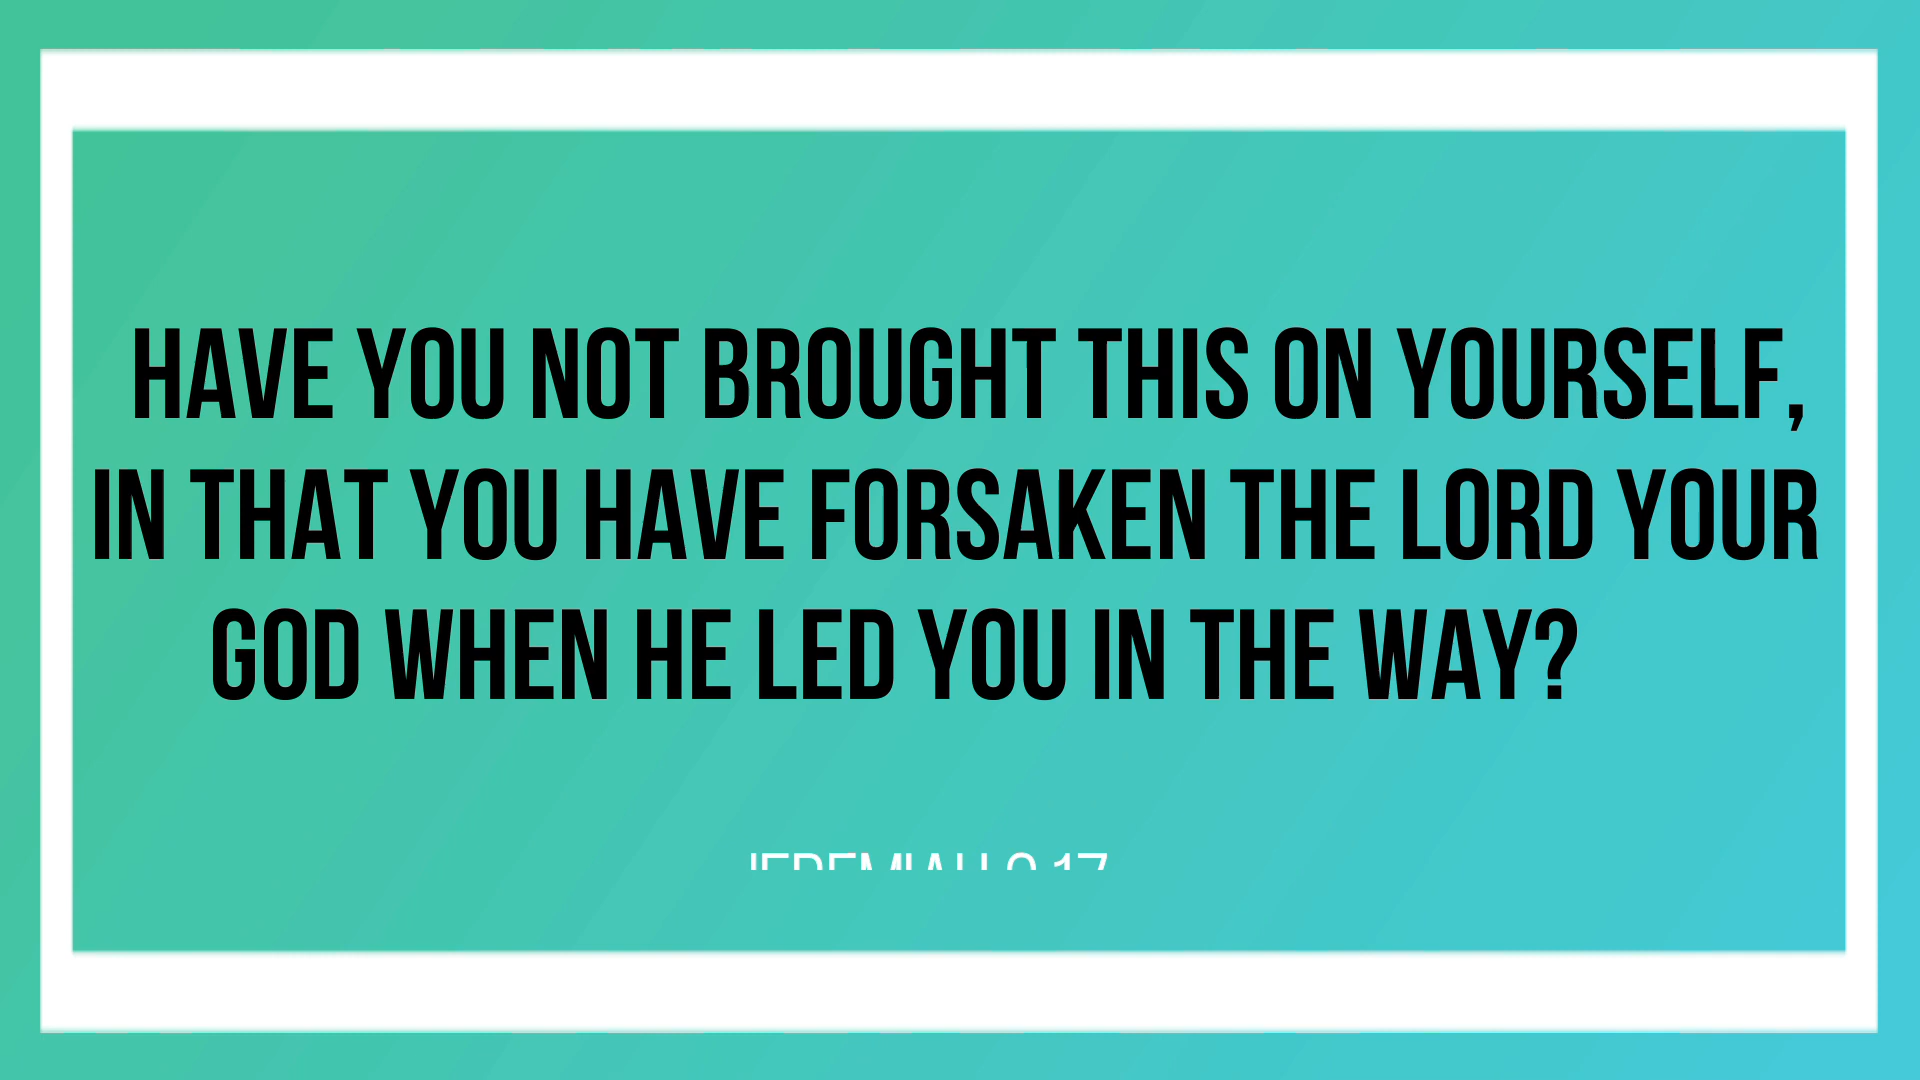 HAVE YOU NOT BROUGHT THIS ON YOURSELF,
IN THAT YOU HAVE FORSAKEN THE LORD YOUR
GOD WHEN HE LED YOU IN THE WAY?
JEREMIAH